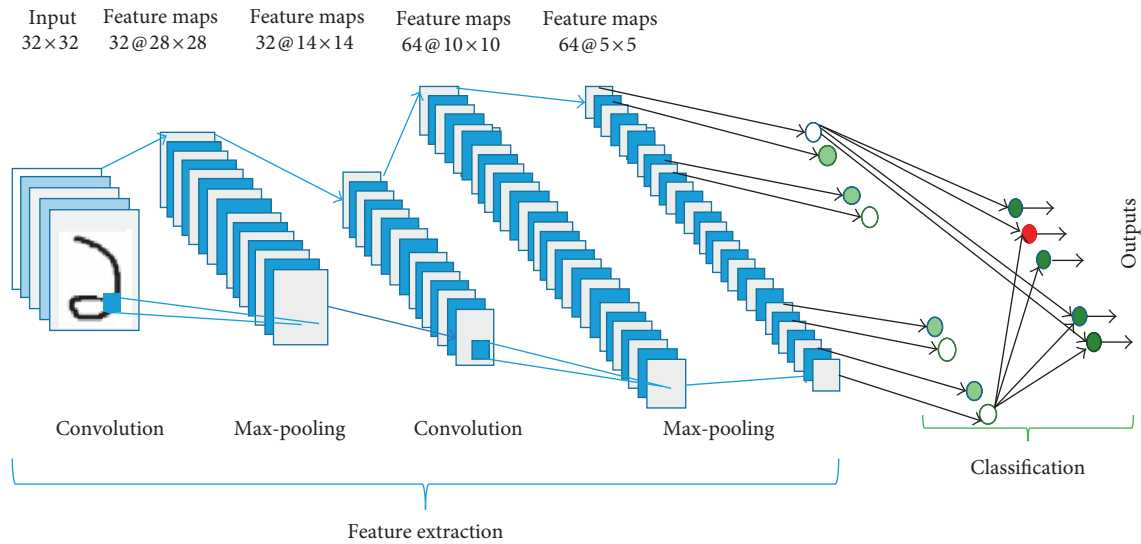 Input
32×32
Feature maps
32@28×28
Feature maps
32@14×14
Feature maps
64@10×10
Feature maps
64@5×5
Outputs
Convolution
Max-pooling
Convolution
Max-pooling
Classification
Feature extraction